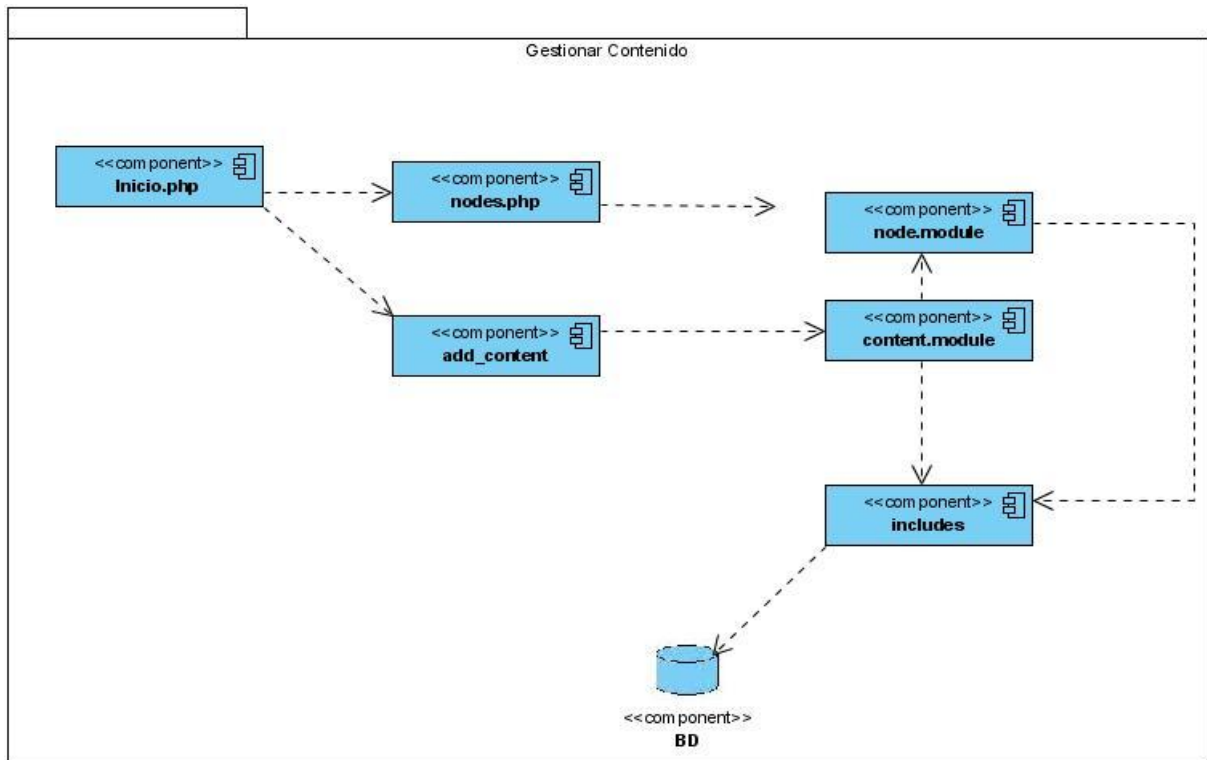 Gestionar Contenido
<<component>>
Inicio.php
<<component>>
nodes.php
<<component>>
node.module
<<component>>
add_content
<<component>>
content.module
<<component>>
includes
<<component>>
BD